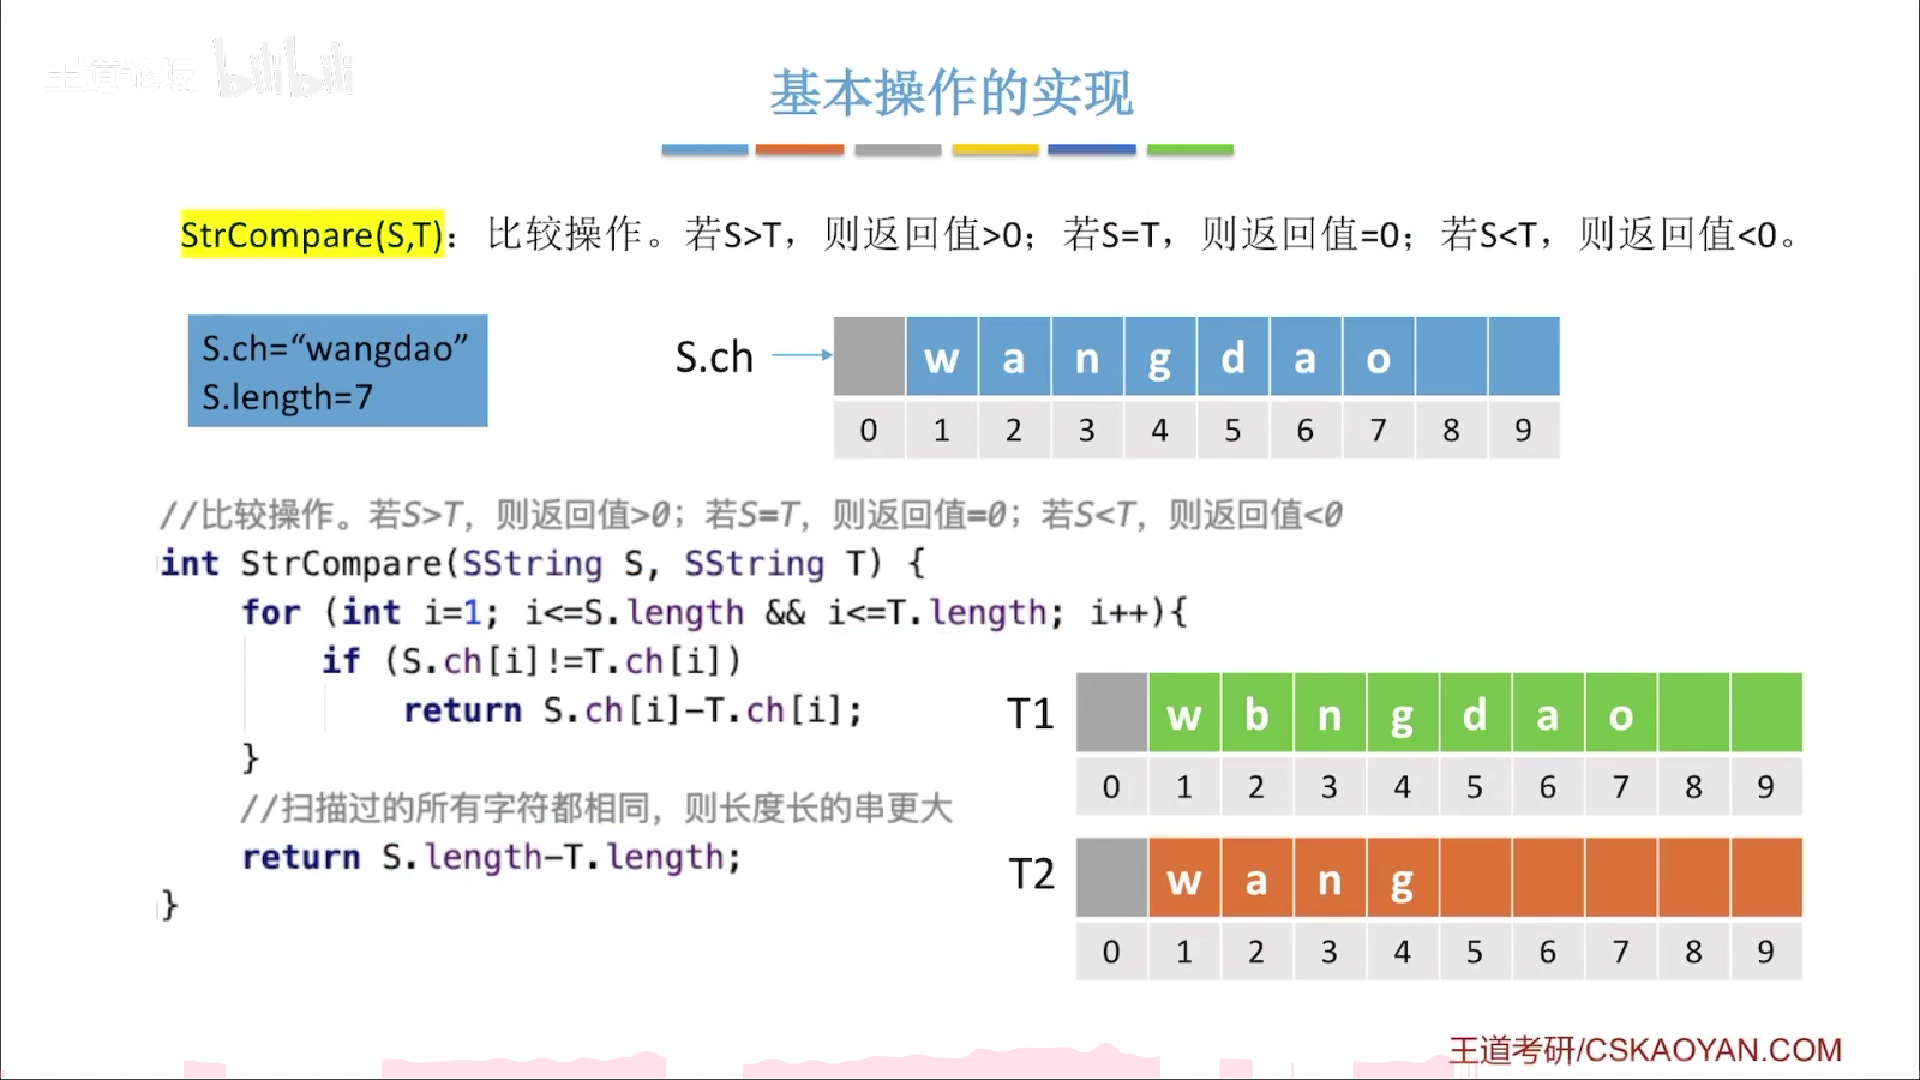 王道论坛 bilibili
基本操作的实现
StrCompare(S,T)：比较操作。若S>T，则返回值>0；若S=T，则返回值=0；若S<T，则返回值<0。
S.ch=“wangdao”
S.length=7
S.ch
w a n g d a o
0 1 2 3 4 5 6 7 8 9
//比较操作。若S>T，则返回值>0；若S=T，则返回值=0；若S<T，则返回值<0
int StrCompare(SString S, SString T) {
for (int i=1; i<=S.length && i<=T.length; i++){
if (S.ch[i]!=T.ch[i])
return S.ch[i]-T.ch[i];
}
//扫描过的所有字符都相同，则长度长的串更大
return S.length-T.length;
}
T1
w b n g d a o
0 1 2 3 4 5 6 7 8 9
T2
w a n g
0 1 2 3 4 5 6 7 8 9
王道考研/CSKAOYAN.COM